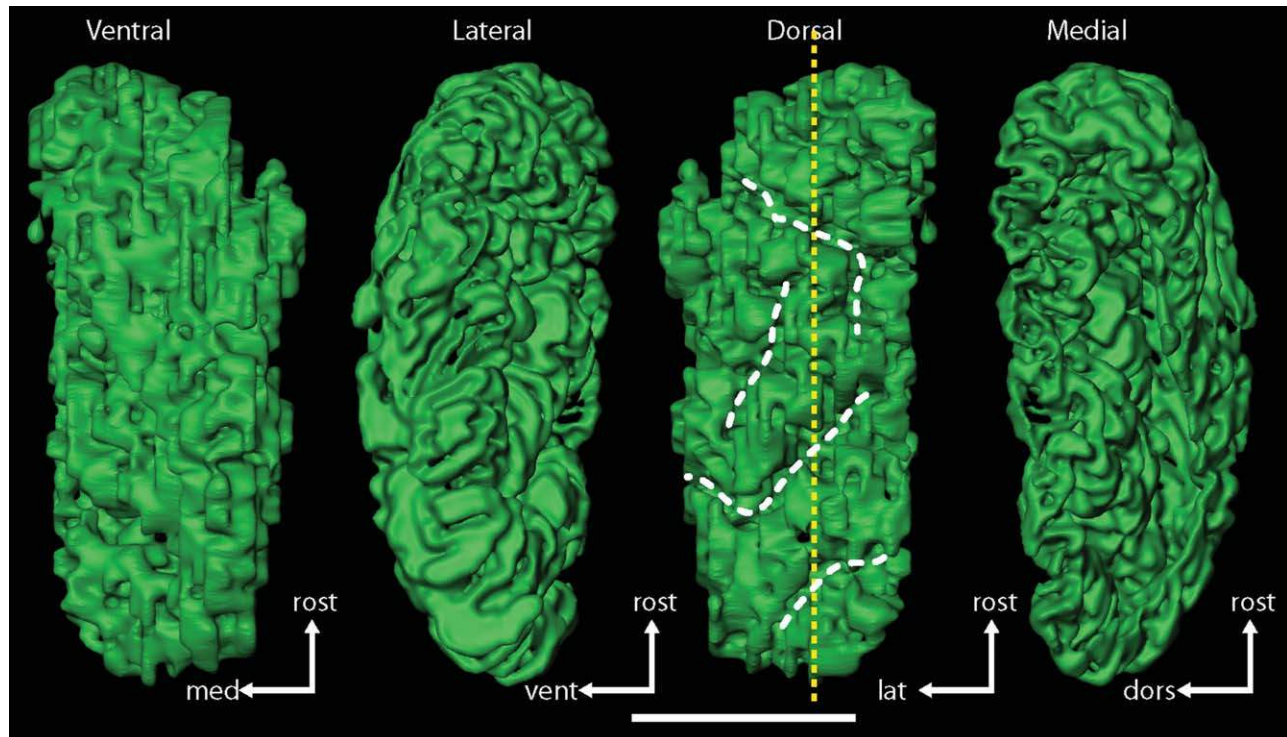 Ventral
Lateral
Dorsal
Medial
rost
med
rost
vent
rost
lat
rost
dors